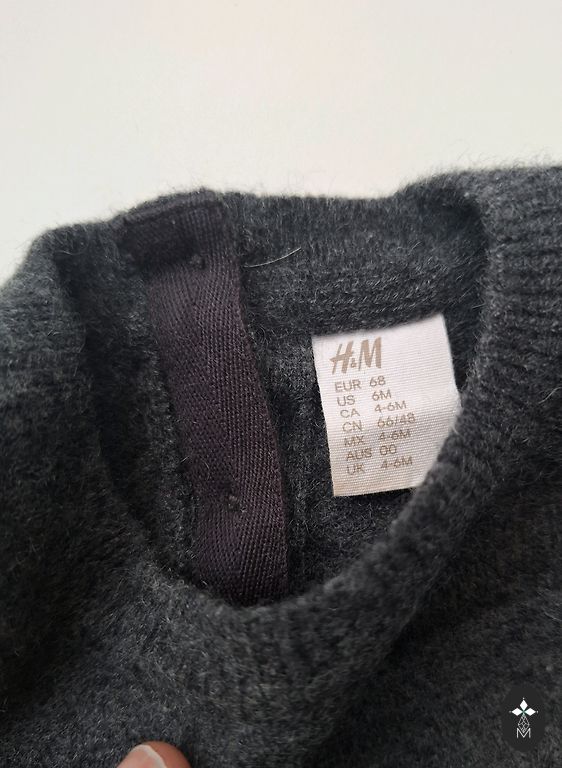 H&M
EUR 68
US 6M
CA 4-6M
CN 66/48
MX 4-6M
AUS 00
UK 4-6M
M